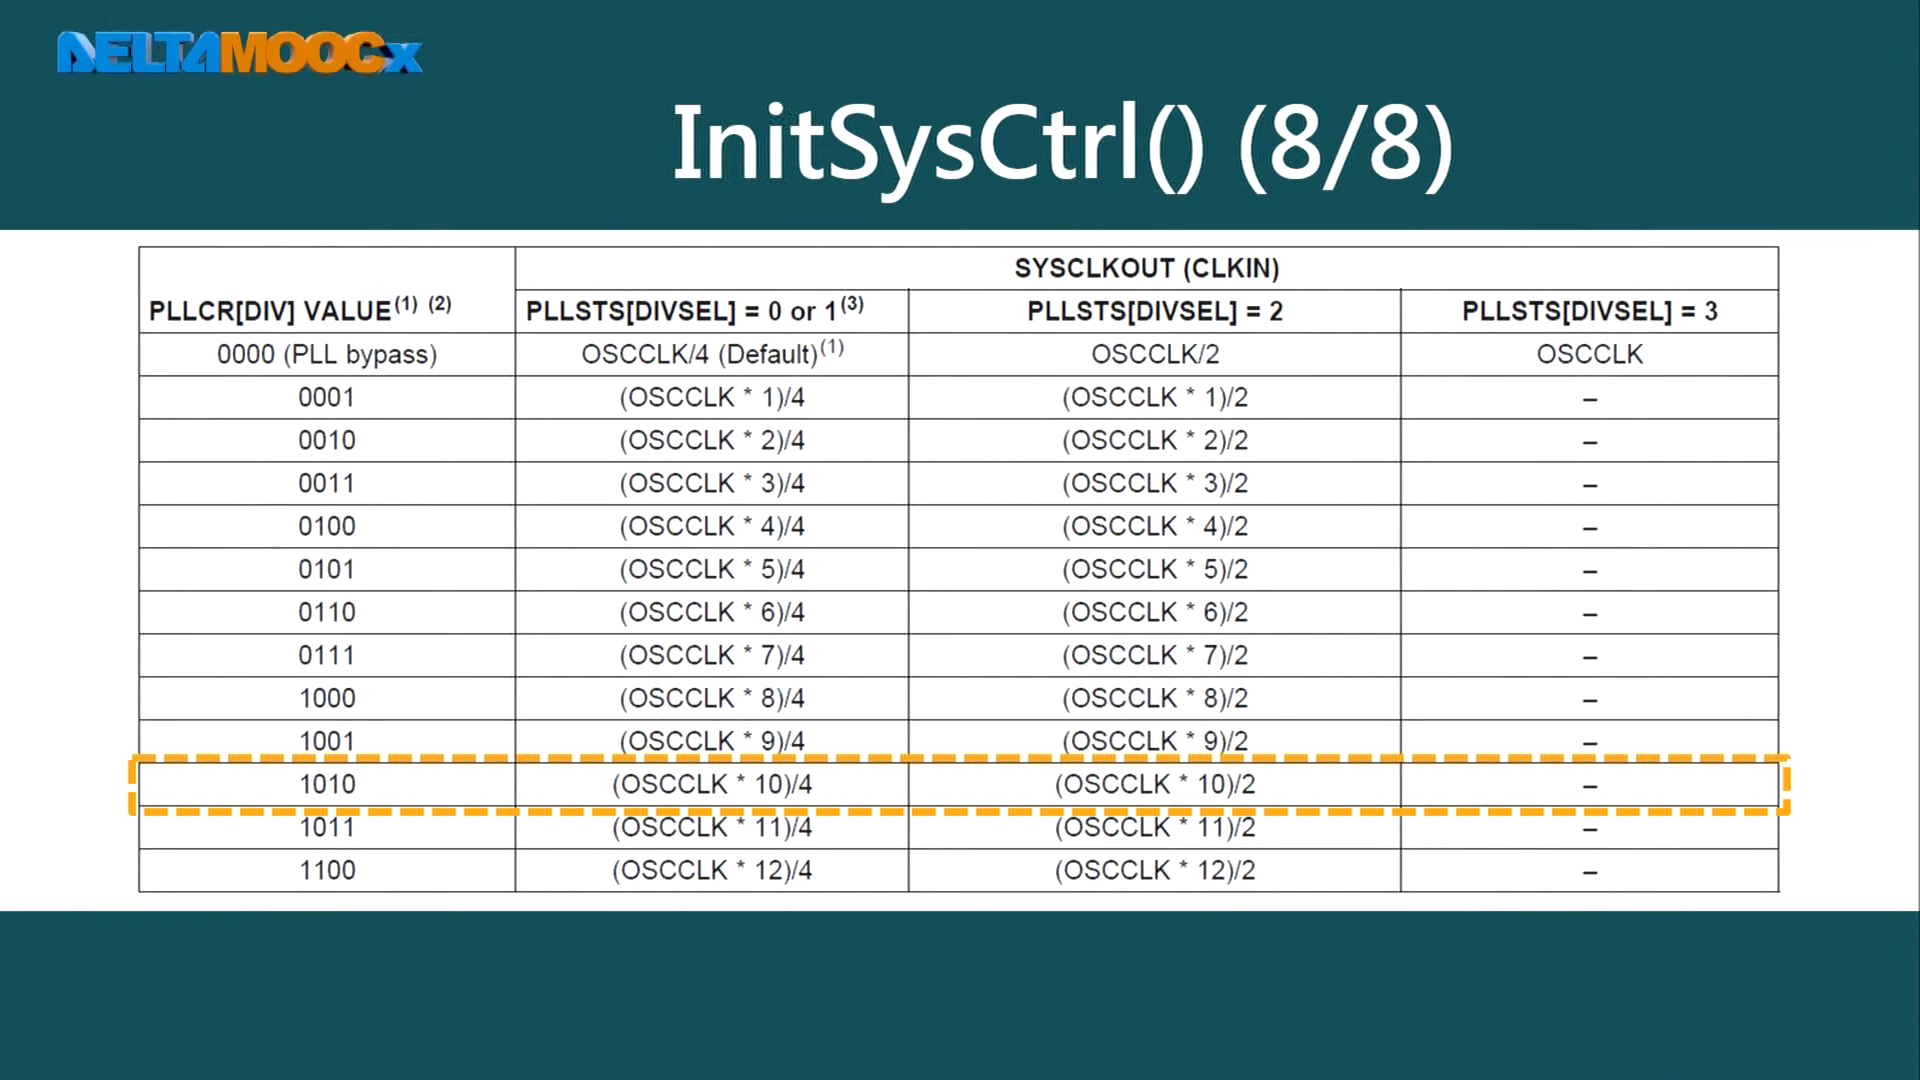 DELTAMOOCx
InitSysCtrl() (8/8)
SYSCLKOUT (CLKIN)
PLLCR[DIV] VALUE(1) (2) PLLSTS[DIVSEL] = 0 or 1(3) PLLSTS[DIVSEL] = 2 PLLSTS[DIVSEL] = 3
0000 (PLL bypass) OSCCLK/4 (Default)(1) OSCCLK/2 OSCCLK
0001 (OSCCLK * 1)/4 (OSCCLK * 1)/2 –
0010 (OSCCLK * 2)/4 (OSCCLK * 2)/2 –
0011 (OSCCLK * 3)/4 (OSCCLK * 3)/2 –
0100 (OSCCLK * 4)/4 (OSCCLK * 4)/2 –
0101 (OSCCLK * 5)/4 (OSCCLK * 5)/2 –
0110 (OSCCLK * 6)/4 (OSCCLK * 6)/2 –
0111 (OSCCLK * 7)/4 (OSCCLK * 7)/2 –
1000 (OSCCLK * 8)/4 (OSCCLK * 8)/2 –
1001 (OSCCLK * 9)/4 (OSCCLK * 9)/2 –
1010 (OSCCLK * 10)/4 (OSCCLK * 10)/2 –
1011 (OSCCLK * 11)/4 (OSCCLK * 11)/2 –
1100 (OSCCLK * 12)/4 (OSCCLK * 12)/2 –